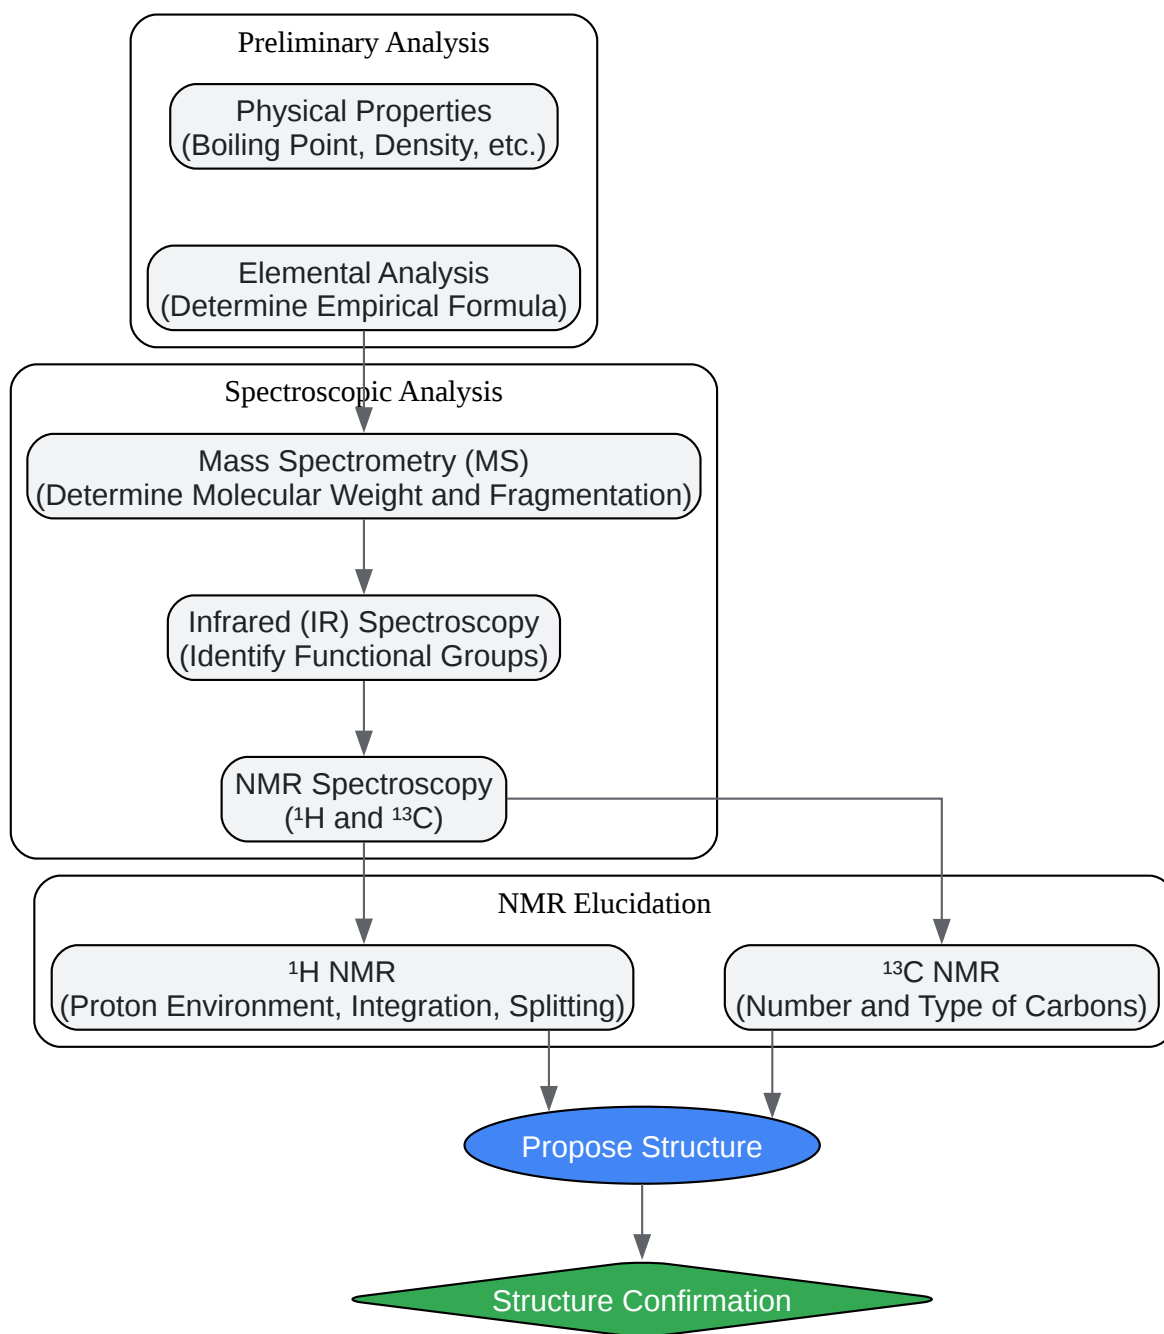 Preliminary Analysis
Physical Properties
(Boiling Point, Density, etc.)
Elemental Analysis
(Determine Empirical Formula)
Spectroscopic Analysis
Mass Spectrometry (MS)
(Determine Molecular Weight and Fragmentation)
Infrared (IR) Spectroscopy
(Identify Functional Groups)
NMR Spectroscopy
(¹H and ¹³C)
NMR Elucidation
¹H NMR
(Proton Environment, Integration, Splitting)
¹³C NMR
(Number and Type of Carbons)
Propose Structure
Structure Confirmation